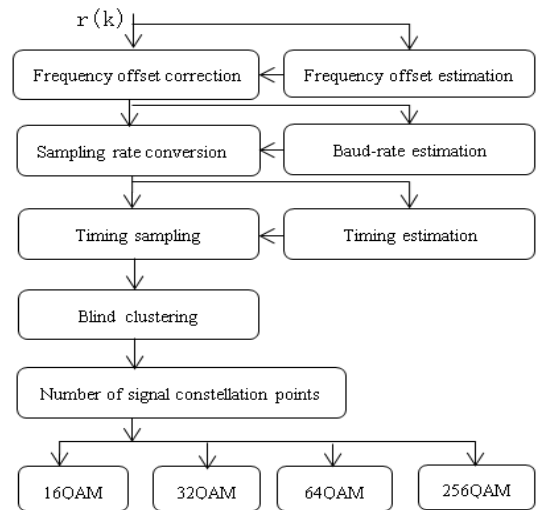 r(k)
Frequency offset correction
Frequency offset estimation
Sampling rate conversion
Baud-rate estimation
Timing sampling
Timing estimation
Blind clustering
Number of signal constellation points
16QAM
32QAM
64QAM
256QAM